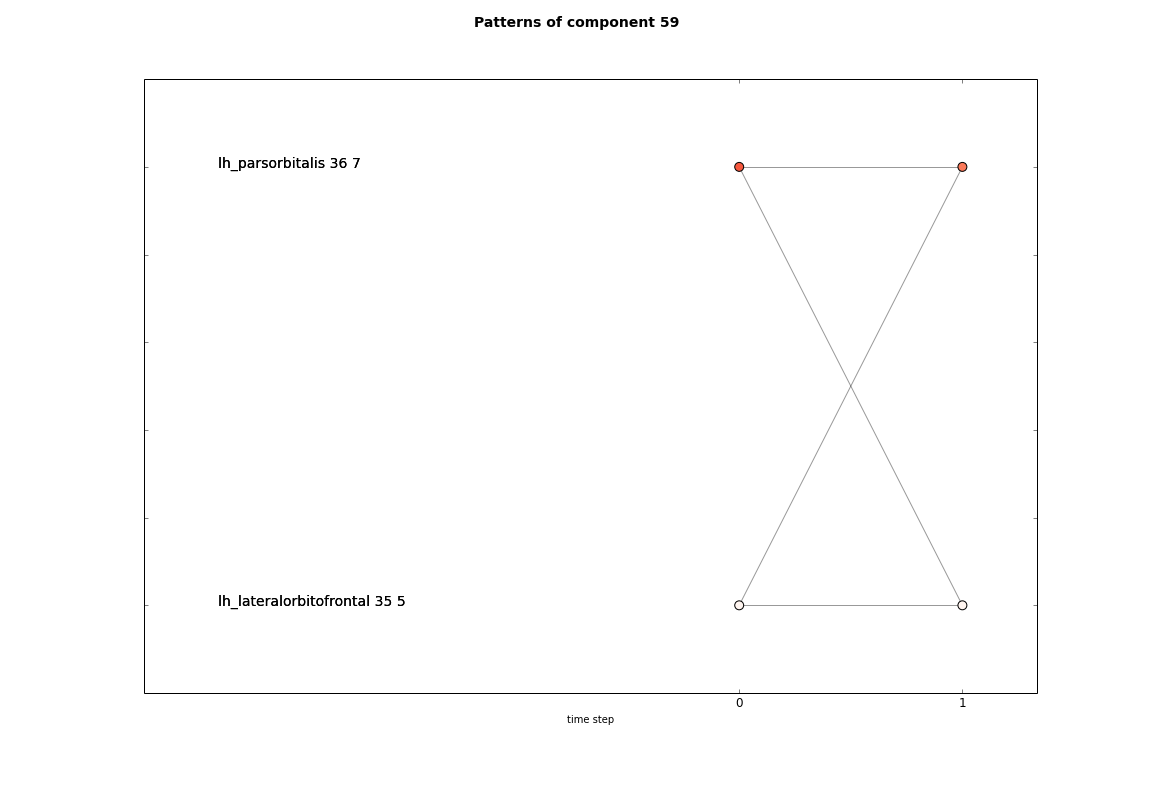 Patterns of component 59
lh_parsorbitalis 36 7
lh_lateralorbitofrontal 35 5
0 1
time step